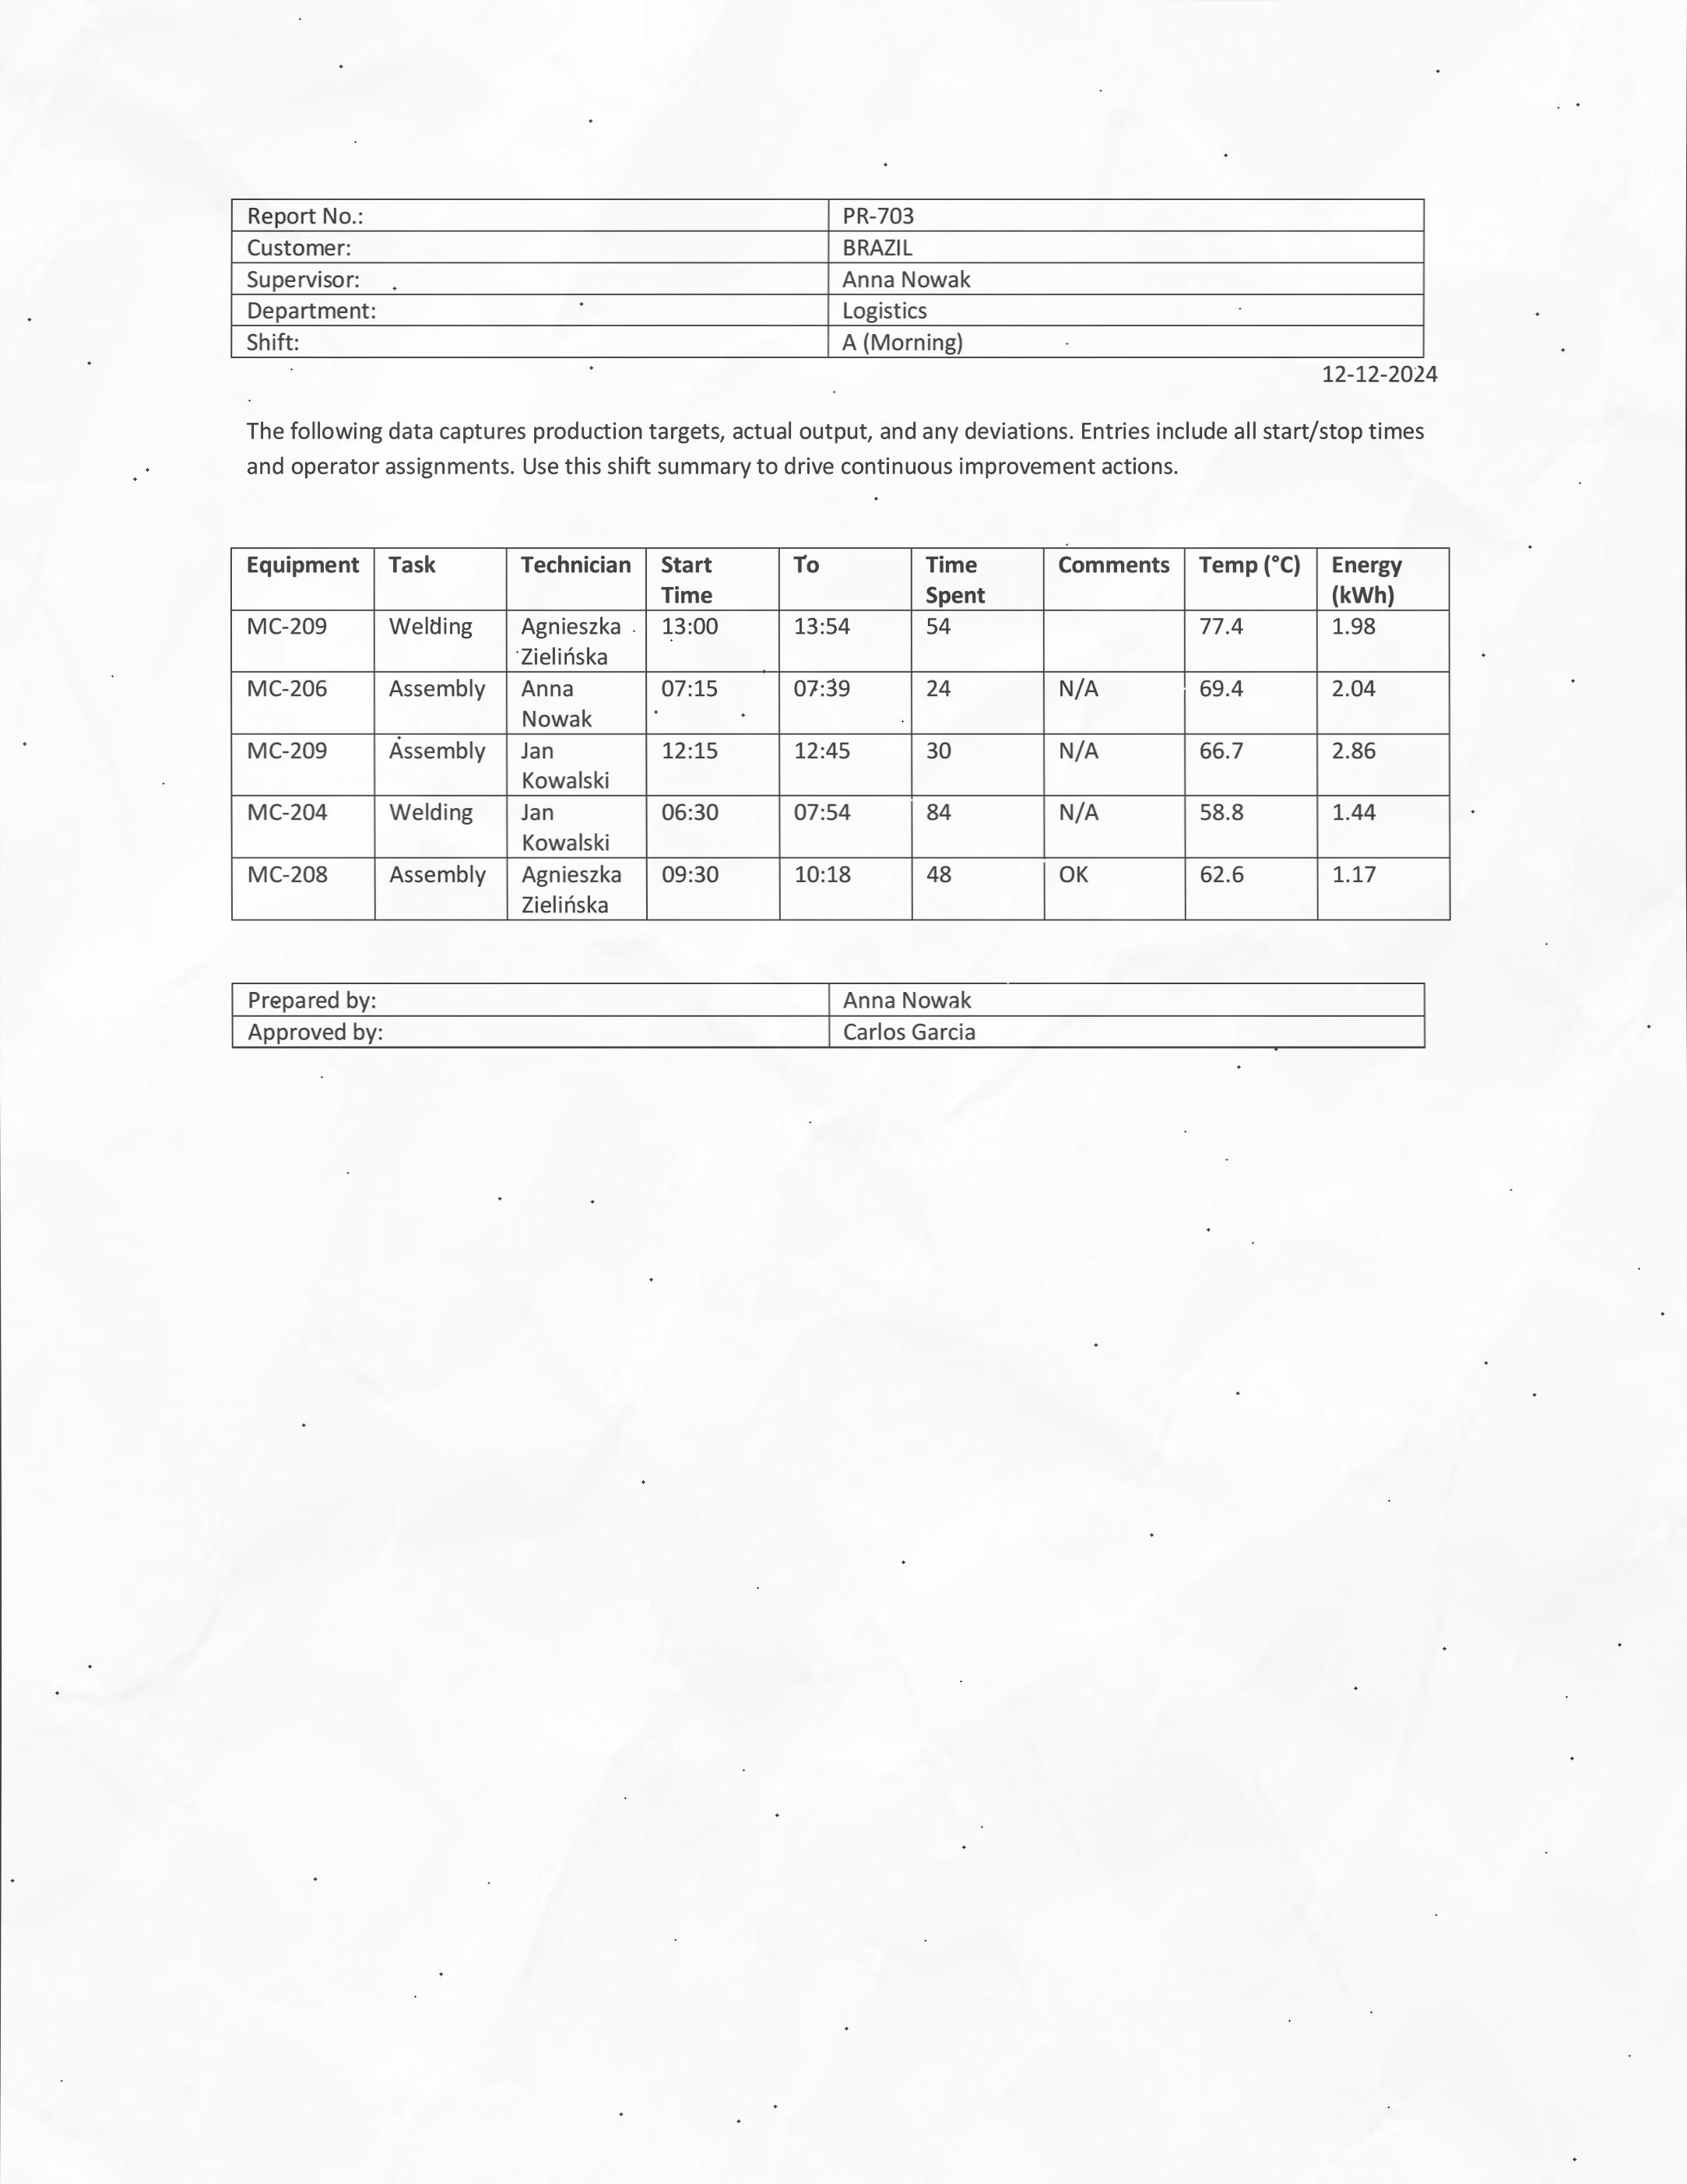 Report No.: PR-703
Customer: BRAZIL
Supervisor: Anna Nowak
Department: Logistics
Shift: A (Morning)
12-12-2024
The following data captures production targets, actual output, and any deviations. Entries include all start/stop times
and operator assignments. Use this shift summary to drive continuous improvement actions.
Equipment Task Technician Start Time To Time Spent Comments Temp (°C) Energy (kWh)
MC-209 Welding Agnieszka Zielińska 13:00 13:54 54 77.4 1.98
MC-206 Assembly Anna Nowak 07:15 07:39 24 N/A 69.4 2.04
MC-209 Assembly Jan Kowalski 12:15 12:45 30 N/A 66.7 2.86
MC-204 Welding Jan Kowalski 06:30 07:54 84 N/A 58.8 1.44
MC-208 Assembly Agnieszka Zielińska 09:30 10:18 48 OK 62.6 1.17
Prepared by: Anna Nowak
Approved by: Carlos Garcia